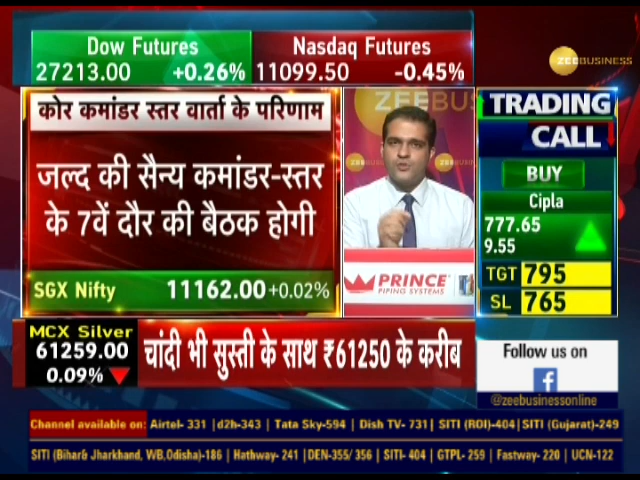 Dow Futures
27213.00 +0.26%
Nasdaq Futures
11099.50 -0.45%
ZEEBUSINESS
कोर कमांडर स्तर वार्ता के परिणाम
जल्द की सैन्य कमांडर-स्तर
के 7वें दौर की बैठक होगी
SGX Nifty 11162.00 +0.02%
ZEEBUS
PRINCE
PIPING SYSTEMS
TRADING
CALL
BUY
Cipla
777.65
9.55
TGT 795
SL 765
MCX Silver
61259.00
0.09%
चांदी भी सुस्ती के साथ ₹61250 के करीब
Follow us on
@zeebusinessonline
Channel available on: Airtel- 331 | d2h-343 | Tata Sky-594 | Dish TV- 731| SITI (ROI)-404| SITI (Gujarat)-249
SITI (Bihar& Jharkhand, WB,Odisha)-186 | Hathway- 241 |DEN-355/ 356 | SITI- 404 | GTPL- 259 | Fastway- 220 | UCN-122